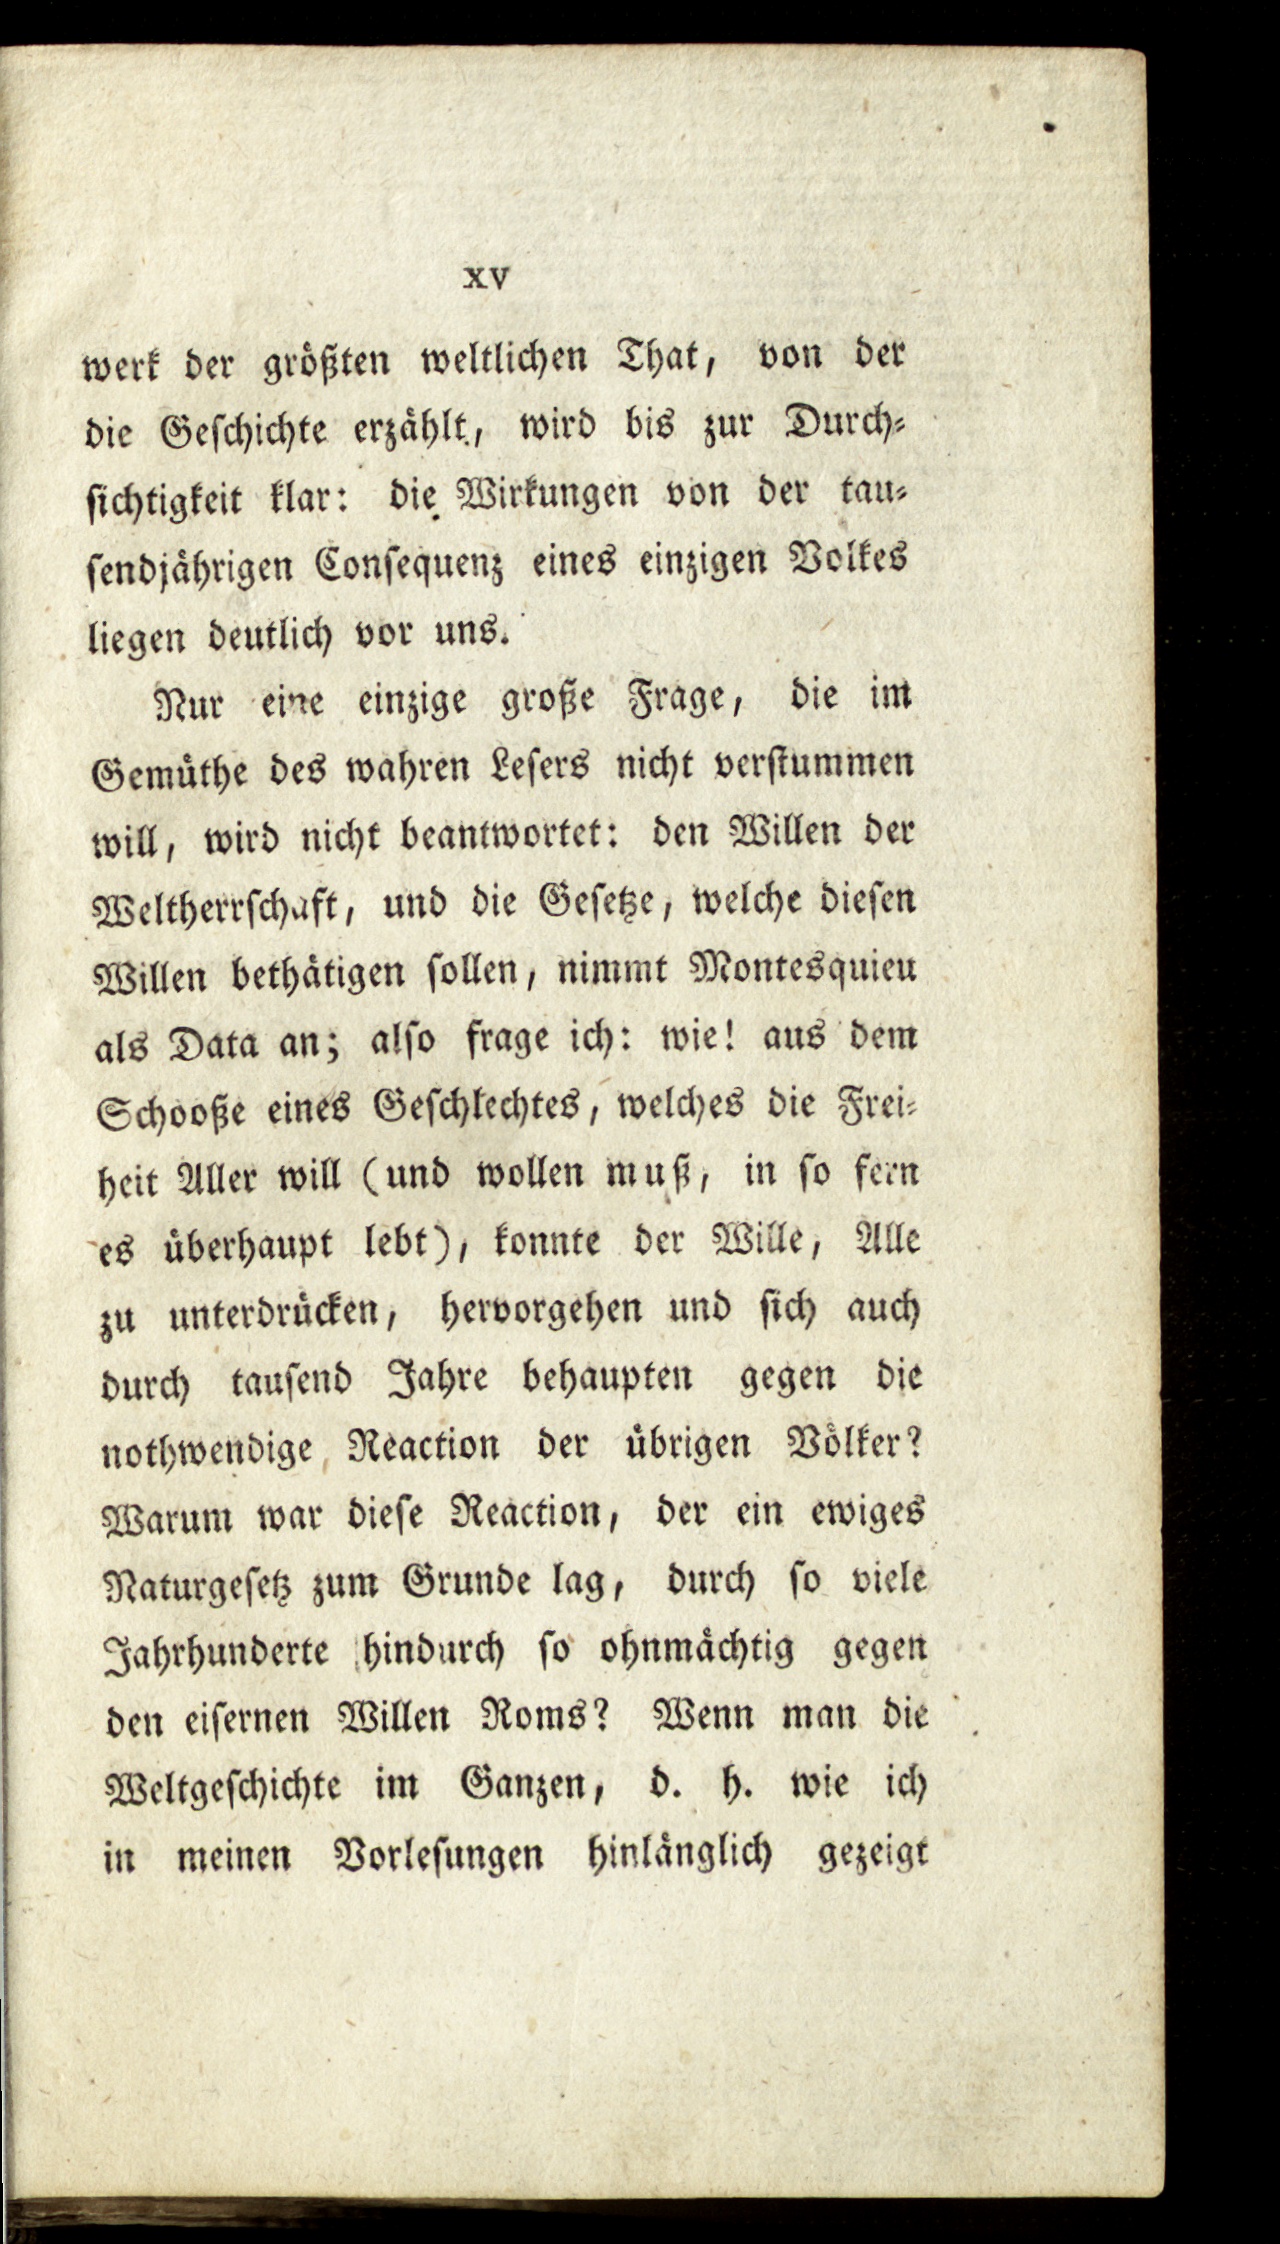 XV
werk der größten weltlichen That, von der
die Geschichte erzählt, wird bis zur Durch-
sichtigkeit klar: die Wirkungen von der tau-
sendjährigen Consequenz eines einzigen Volkes
liegen deutlich vor uns.
Nur eine einzige große Frage, die im
Gemüthe des wahren Lesers nicht verstummen
will, wird nicht beantwortet: den Willen der
Weltherrschaft, und die Gesetze, welche diesen
Willen bethätigen sollen, nimmt Montesquieu
als Data an; also frage ich: wie! aus dem
Schooße eines Geschlechtes, welches die Frei-
heit Aller will (und wollen muß, in so fern
es überhaupt lebt), konnte der Wille, Alle
zu unterdrücken, hervorgehen und sich auch
durch tausend Jahre behaupten gegen die
nothwendige Reaction der übrigen Völker?
Warum war diese Reaction, der ein ewiges
Naturgesetz zum Grunde lag, durch so viele
Jahrhunderte hindurch so ohnmächtig gegen
den eisernen Willen Roms? Wenn man die
Weltgeschichte im Ganzen, d. h. wie ich
in meinen Vorlesungen hinlänglich gezeigt